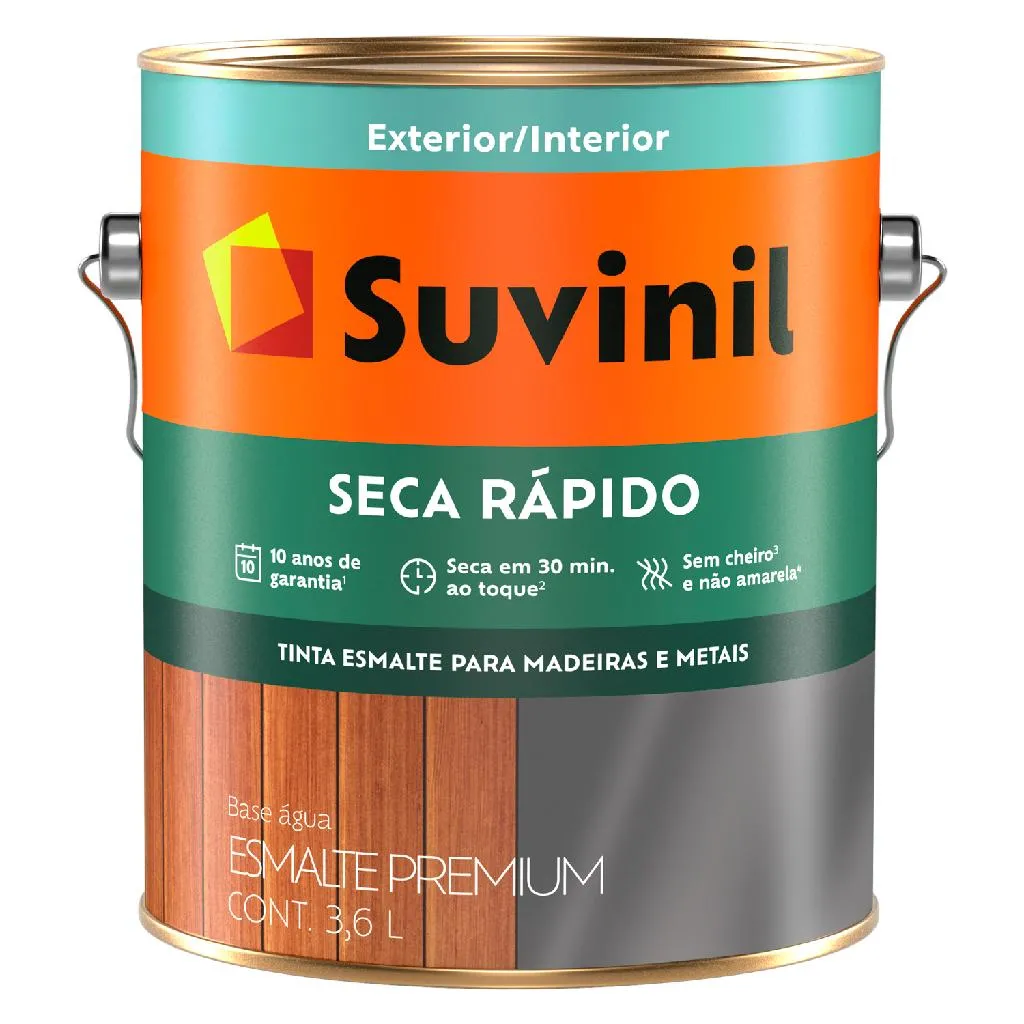 Exterior/Interior
Suvinil
SECA RÁPIDO
10
10 anos de
garantia¹
Seca em 30 min.
ao toque²
Sem cheiro³
e não amarela⁴
TINTA ESMALTE PARA MADEIRAS E METAIS
Base água
ESMALTE PREMIUM
CONT. 3,6 L